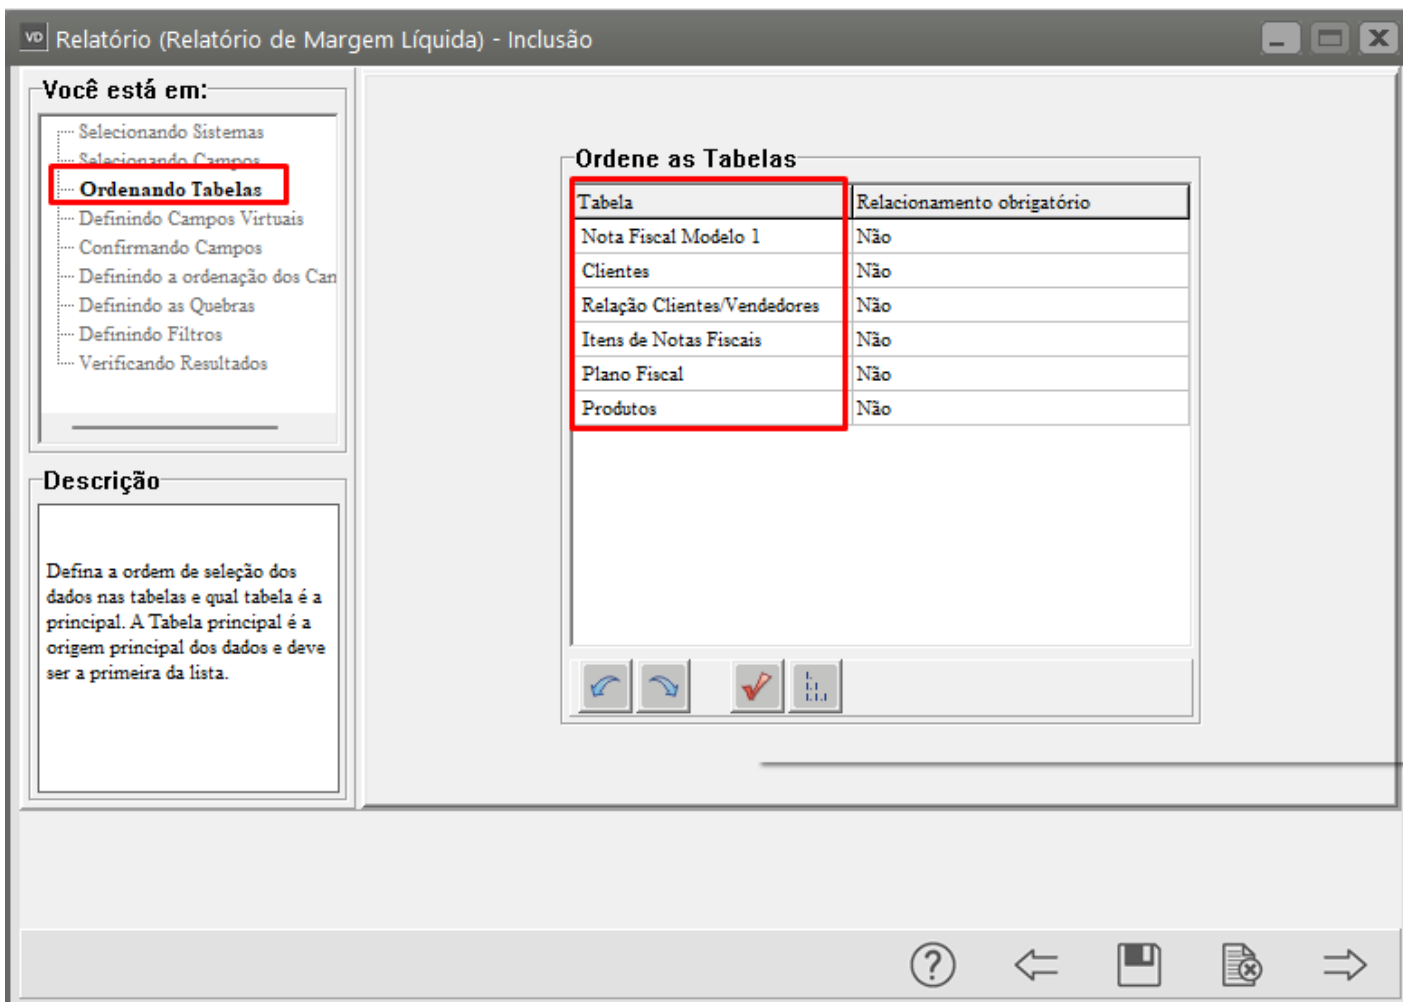 VD Relatório (Relatório de Margem Líquida) - Inclusão
Você está em:
Selecionando Sistemas
Selecionando Campos
Ordenando Tabelas
Definindo Campos Virtuais
Confirmando Campos
Definindo a ordenação dos Can
Definindo as Quebras
Definindo Filtros
Verificando Resultados
Descrição
Defina a ordem de seleção dos
dados nas tabelas e qual tabela é a
principal. A Tabela principal é a
origem principal dos dados e deve
ser a primeira da lista.
Ordene as Tabelas
Tabela Relacionamento obrigatório
Nota Fiscal Modelo 1 Não
Clientes Não
Relação Clientes/Vendedores Não
Itens de Notas Fiscais Não
Plano Fiscal Não
Produtos Não